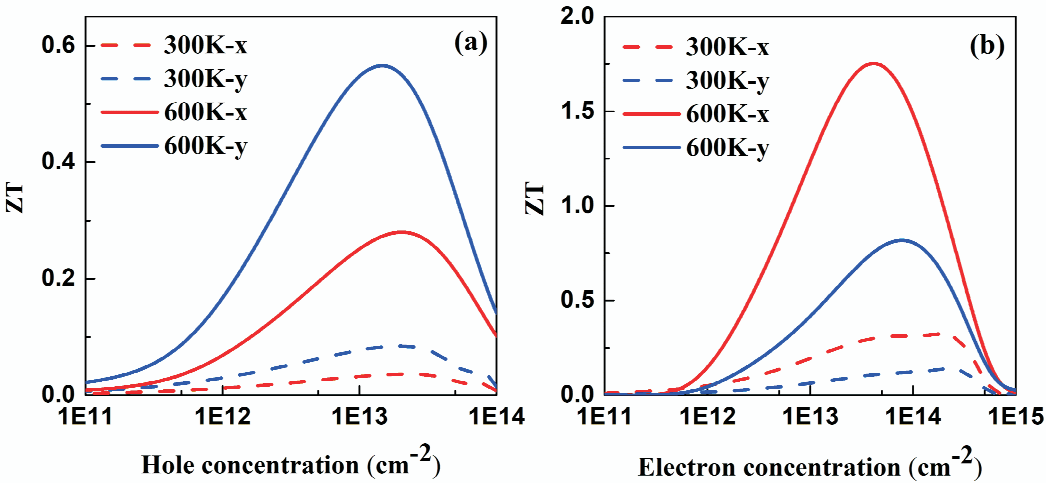 (a)
300K-x
300K-y
600K-x
600K-y
0.6
0.4
0.2
0.0
ZT
1E11 1E12 1E13 1E14
Hole concentration (cm-2)
(b)
300K-x
300K-y
600K-x
600K-y
2.0
1.5
1.0
0.5
0.0
ZT
1E11 1E12 1E13 1E14 1E15
Electron concentration (cm-2)